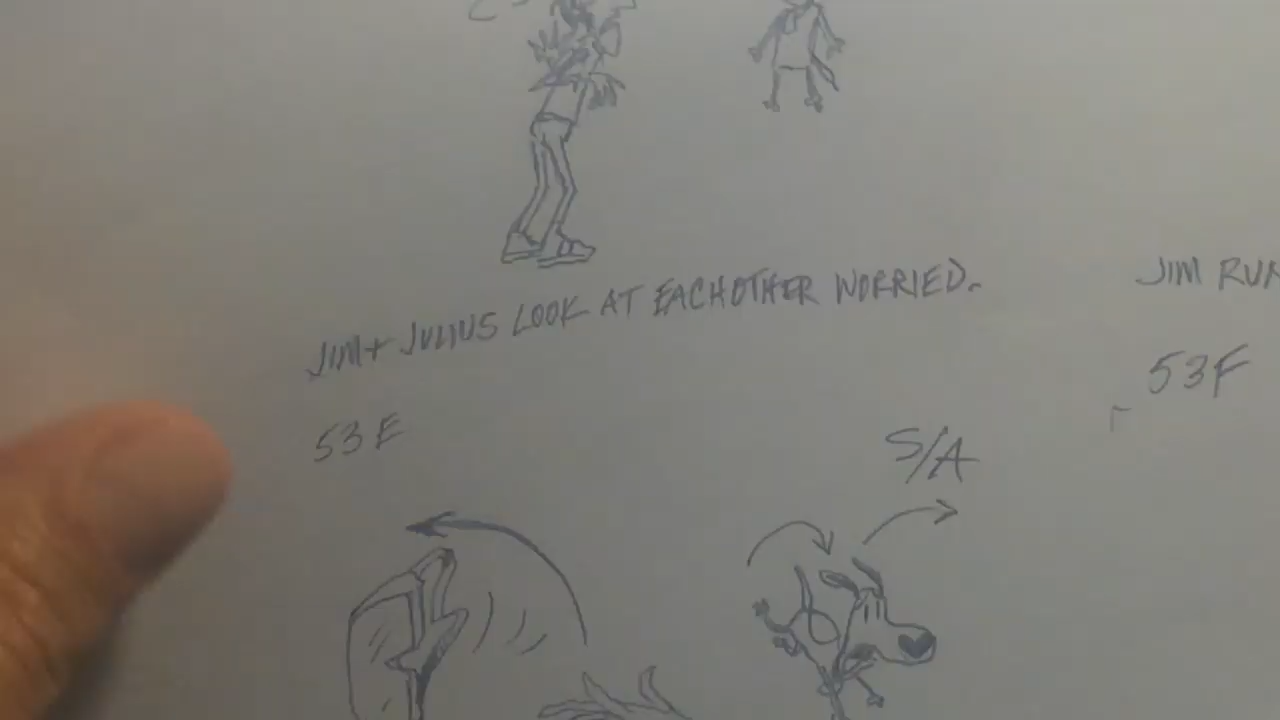 JIM + JULIUS LOOK AT EACHOTHER WORRIED.
53E
JIM RUN
53F
S/A